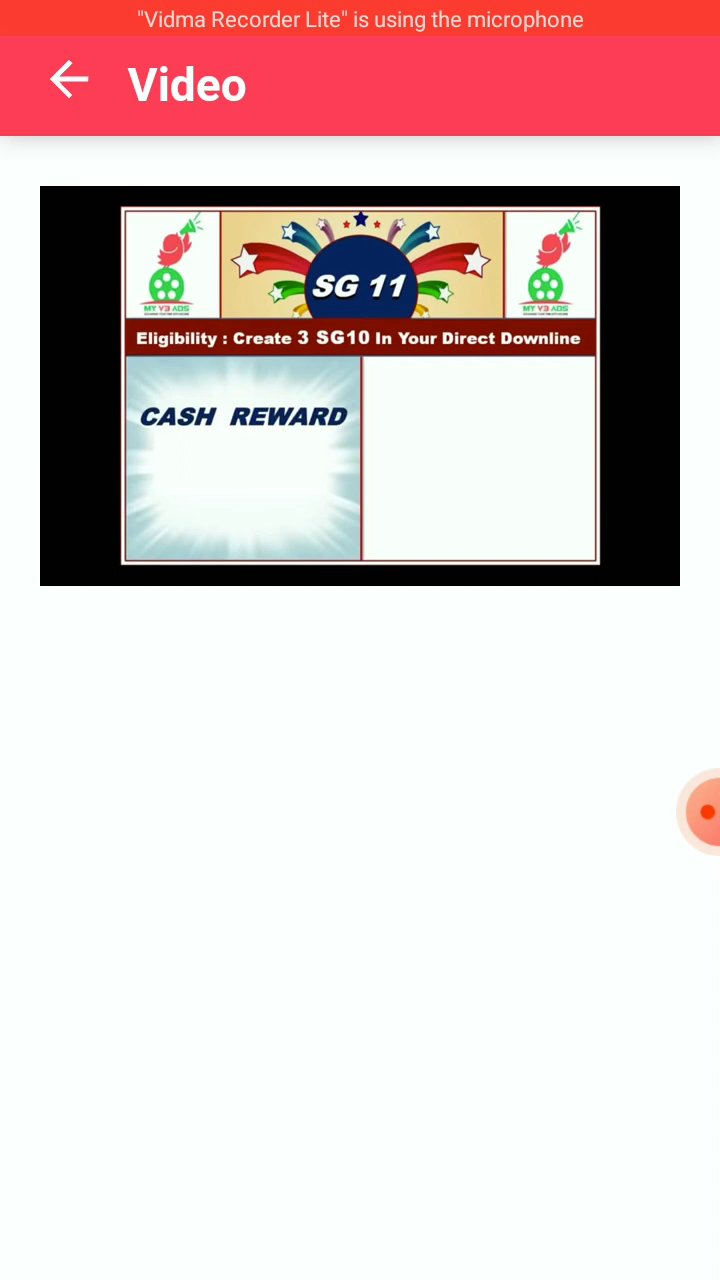 "Vidma Recorder Lite" is using the microphone
Video
SG 11
MY V3 ADS
MY V3 ADS
Eligibility : Create 3 SG10 In Your Direct Downline
CASH REWARD